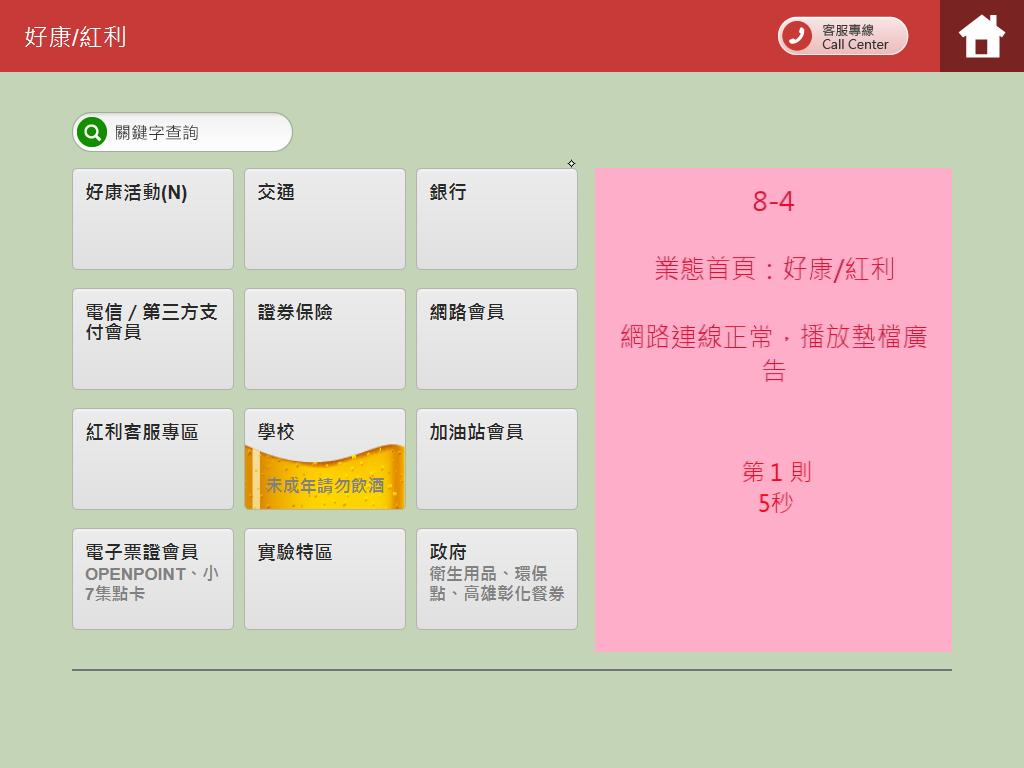 好康/紅利
客服專線
Call Center
關鍵字查詢
好康活動(N)
交通
銀行
電信 / 第三方支
付會員
證券保險
網路會員
紅利客服專區
學校
未成年請勿飲酒
加油站會員
電子票證會員
OPENPOINT、小
7集點卡
實驗特區
政府
衛生用品、環保
點、高雄彰化餐券
8-4
業態首頁：好康/紅利
網路連線正常，播放墊檔廣
告
第 1 則
5秒